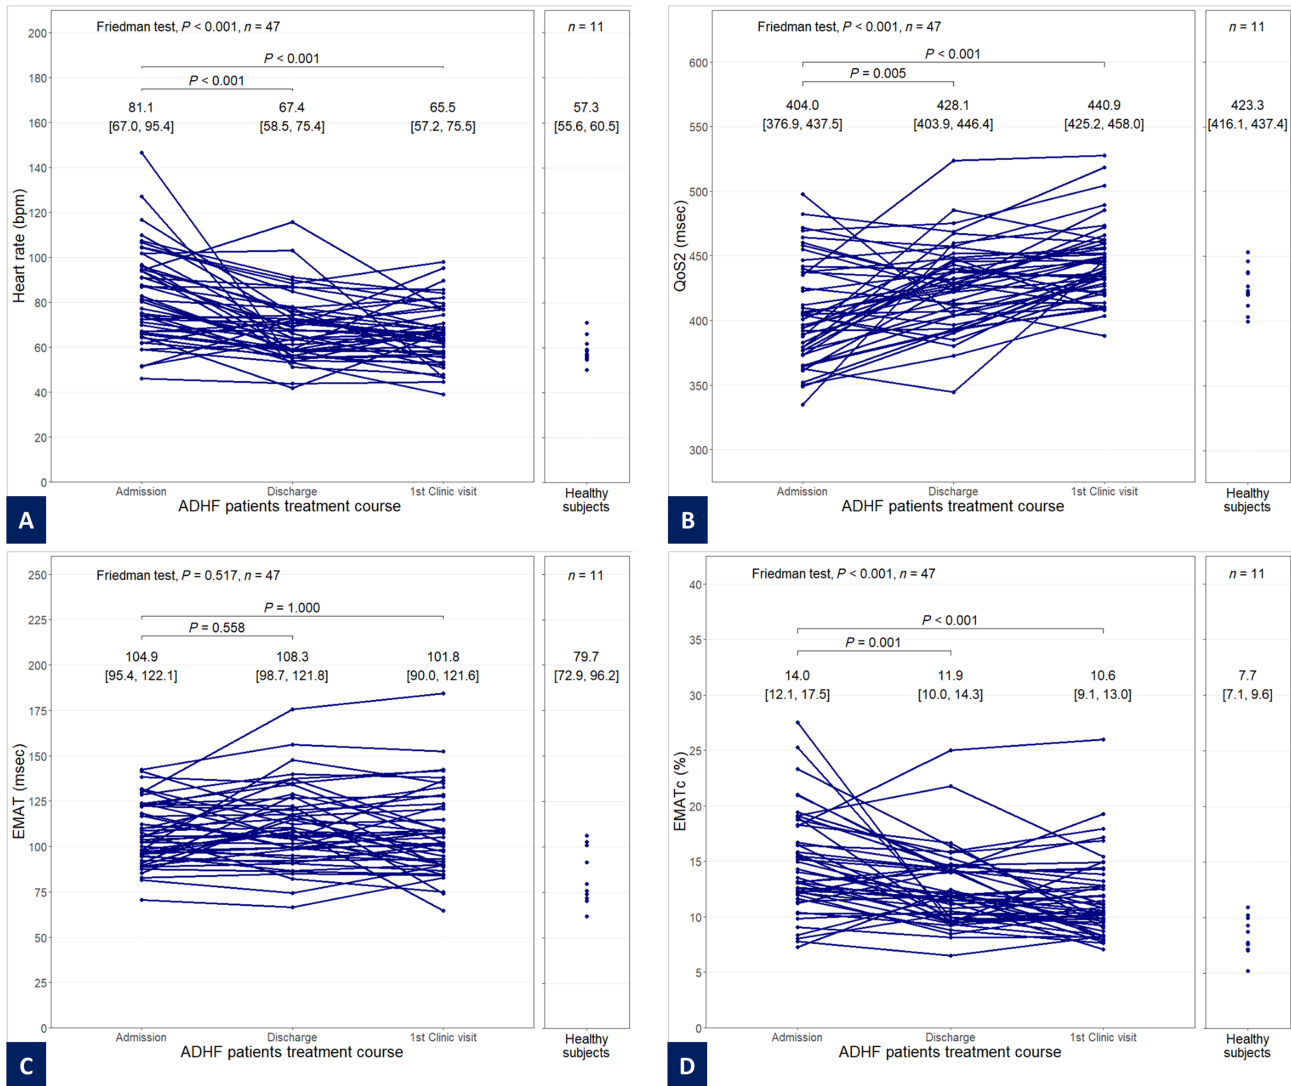 Friedman test, P < 0.001, n = 47
n = 11
P < 0.001
P < 0.001
81.1
[67.0, 95.4]
67.4
[58.5, 75.4]
65.5
[57.2, 75.5]
57.3
[55.6, 60.5]
Heart rate (bpm)
200
180
160
140
120
100
80
60
40
20
0
Admission
Discharge
1st Clinic visit
ADHF patients treatment course
Healthy
subjects
A
Friedman test, P < 0.001, n = 47
n = 11
P < 0.001
P = 0.005
404.0
[376.9, 437.5]
428.1
[403.9, 446.4]
440.9
[425.2, 458.0]
423.3
[416.1, 437.4]
QoS2 (msec)
600
550
500
450
400
350
300
Admission
Discharge
1st Clinic visit
ADHF patients treatment course
Healthy
subjects
B
Friedman test, P = 0.517, n = 47
n = 11
P = 1.000
P = 0.558
104.9
[95.4, 122.1]
108.3
[98.7, 121.8]
101.8
[90.0, 121.6]
79.7
[72.9, 96.2]
EMAT (msec)
250
225
200
175
150
125
100
75
50
25
0
Admission
Discharge
1st Clinic visit
ADHF patients treatment course
Healthy
subjects
C
Friedman test, P < 0.001, n = 47
n = 11
P < 0.001
P = 0.001
14.0
[12.1, 17.5]
11.9
[10.0, 14.3]
10.6
[9.1, 13.0]
7.7
[7.1, 9.6]
EMATc (%)
40
35
30
25
20
15
10
5
0
Admission
Discharge
1st Clinic visit
ADHF patients treatment course
Healthy
subjects
D